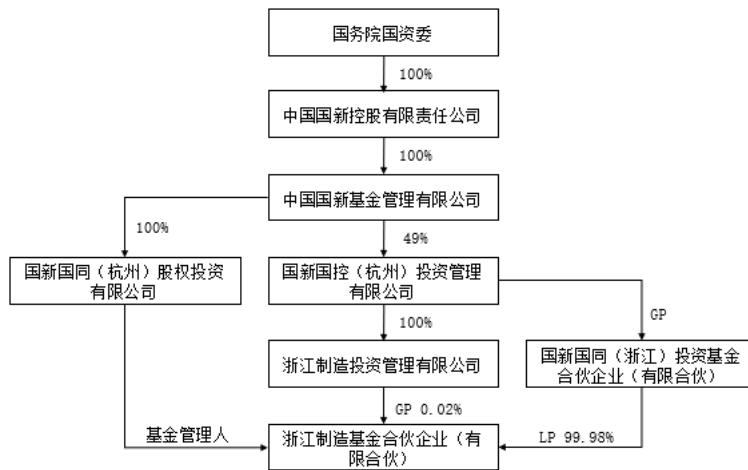 国务院国资委
100%
中国国新控股有限责任公司
100%
中国国新基金管理有限公司
100%
49%
国新国同（杭州）股权投资
有限公司
国新国控（杭州）投资管理
有限公司
GP
100%
浙江制造投资管理有限公司
国新国同（浙江）投资基金
合伙企业（有限合伙）
GP 0.02%
基金管理人
浙江制造基金合伙企业（有
限合伙）
LP 99.98%